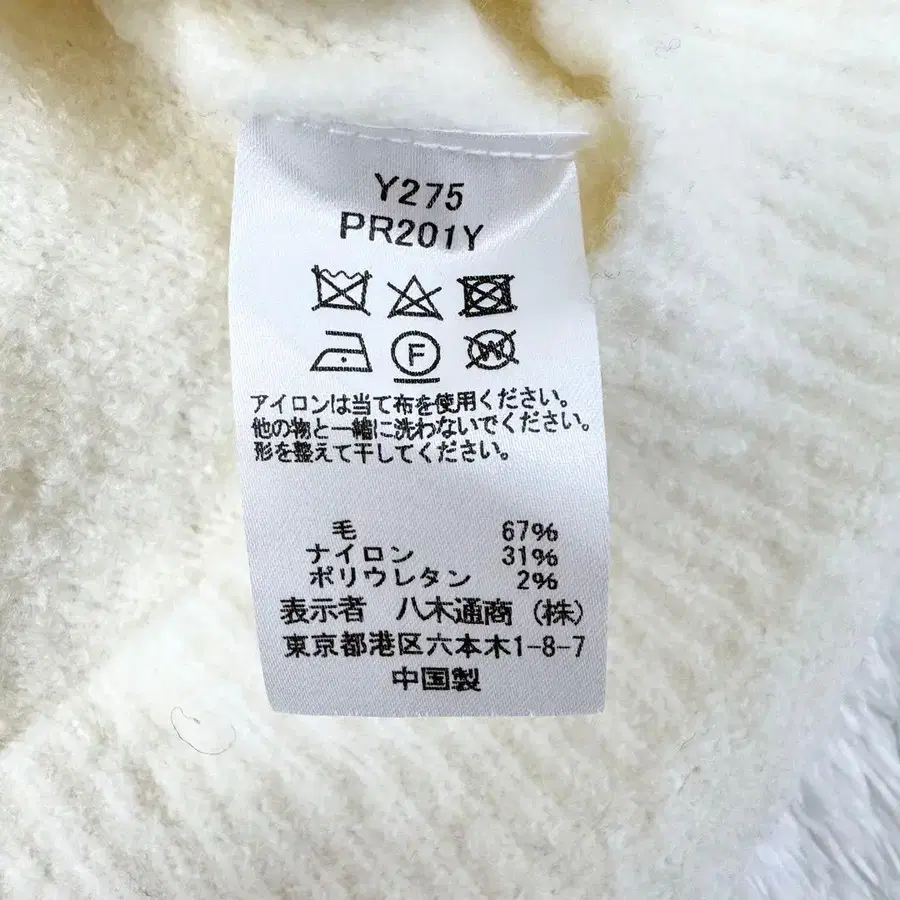 Y275
PR201Y
F
W
アイロンは当て布を使用ください。
他の物と一緒に洗わないでください。
形を整えて干してください。
毛 67%
ナイロン 31%
ポリウレタン 2%
表示者 八木通商(株)
東京都港区六本木1-8-7
中国製